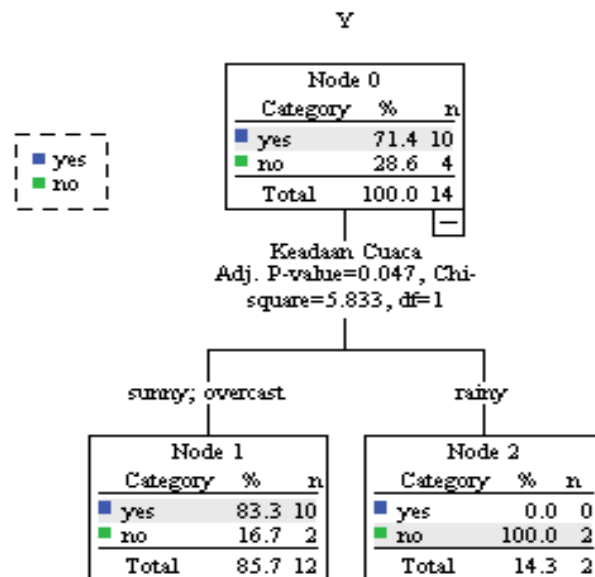 Y
Node 0
Category % n
yes 71.4 10
no 28.6 4
Total 100.0 14
yes
no
Keadaan Cuaca
Adj. P-value=0.047, Chi-
square=5.833, df=1
sunny; overcast
rainy
Node 1
Category % n
yes 83.3 10
no 16.7 2
Total 85.7 12
Node 2
Category % n
yes 0.0 0
no 100.0 2
Total 14.3 2